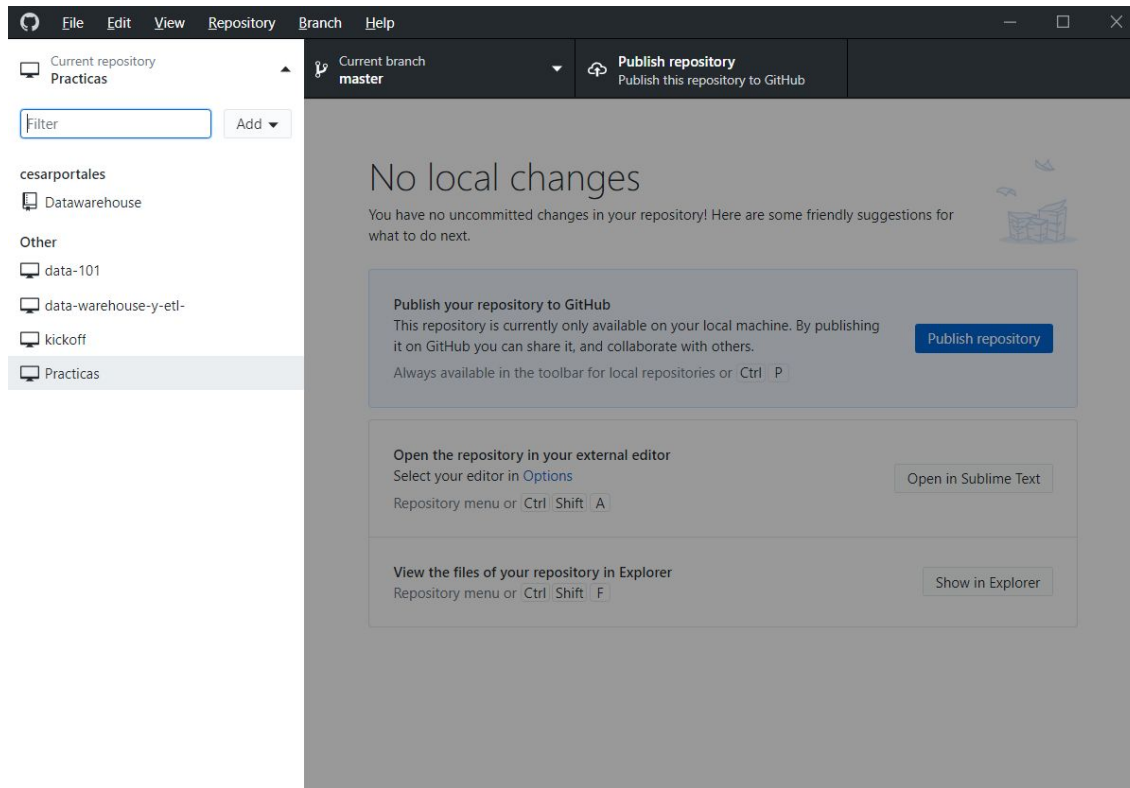 File Edit View Repository Branch Help
Current repository
Practicas
Current branch
master
Publish repository
Publish this repository to GitHub
Filter
Add
cesarportales
Datawarehouse
Other
data-101
data-warehouse-y-etl-
kickoff
Practicas
No local changes
You have no uncommitted changes in your repository! Here are some friendly suggestions for
what to do next.
Publish your repository to GitHub
This repository is currently only available on your local machine. By publishing
it on GitHub you can share it, and collaborate with others.
Always available in the toolbar for local repositories or Ctrl P
Publish repository
Open the repository in your external editor
Select your editor in Options
Repository menu or Ctrl Shift A
Open in Sublime Text
View the files of your repository in Explorer
Repository menu or Ctrl Shift F
Show in Explorer